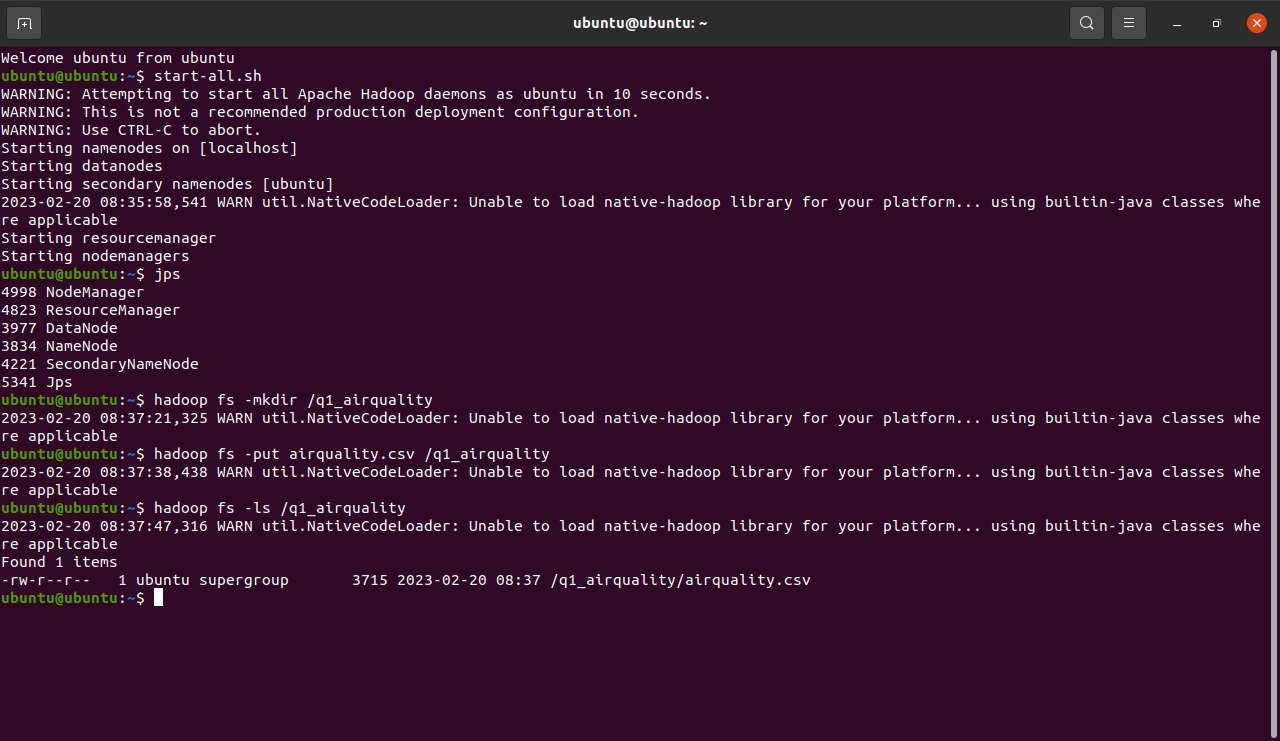 ubuntu@ubuntu: ~
Welcome ubuntu from ubuntu
ubuntu@ubuntu:~$ start-all.sh
WARNING: Attempting to start all Apache Hadoop daemons as ubuntu in 10 seconds.
WARNING: This is not a recommended production deployment configuration.
WARNING: Use CTRL-C to abort.
Starting namenodes on [localhost]
Starting datanodes
Starting secondary namenodes [ubuntu]
2023-02-20 08:35:58,541 WARN util.NativeCodeLoader: Unable to load native-hadoop library for your platform... using builtin-java classes whe
re applicable
Starting resourcemanager
Starting nodemanagers
ubuntu@ubuntu:~$ jps
4998 NodeManager
4823 ResourceManager
3977 DataNode
3834 NameNode
4221 SecondaryNameNode
5341 Jps
ubuntu@ubuntu:~$ hadoop fs -mkdir /q1_airquality
2023-02-20 08:37:21,325 WARN util.NativeCodeLoader: Unable to load native-hadoop library for your platform... using builtin-java classes whe
re applicable
ubuntu@ubuntu:~$ hadoop fs -put airquality.csv /q1_airquality
2023-02-20 08:37:38,438 WARN util.NativeCodeLoader: Unable to load native-hadoop library for your platform... using builtin-java classes whe
re applicable
ubuntu@ubuntu:~$ hadoop fs -ls /q1_airquality
2023-02-20 08:37:47,316 WARN util.NativeCodeLoader: Unable to load native-hadoop library for your platform... using builtin-java classes whe
re applicable
Found 1 items
-rw-r--r--   1 ubuntu supergroup       3715 2023-02-20 08:37 /q1_airquality/airquality.csv
ubuntu@ubuntu:~$